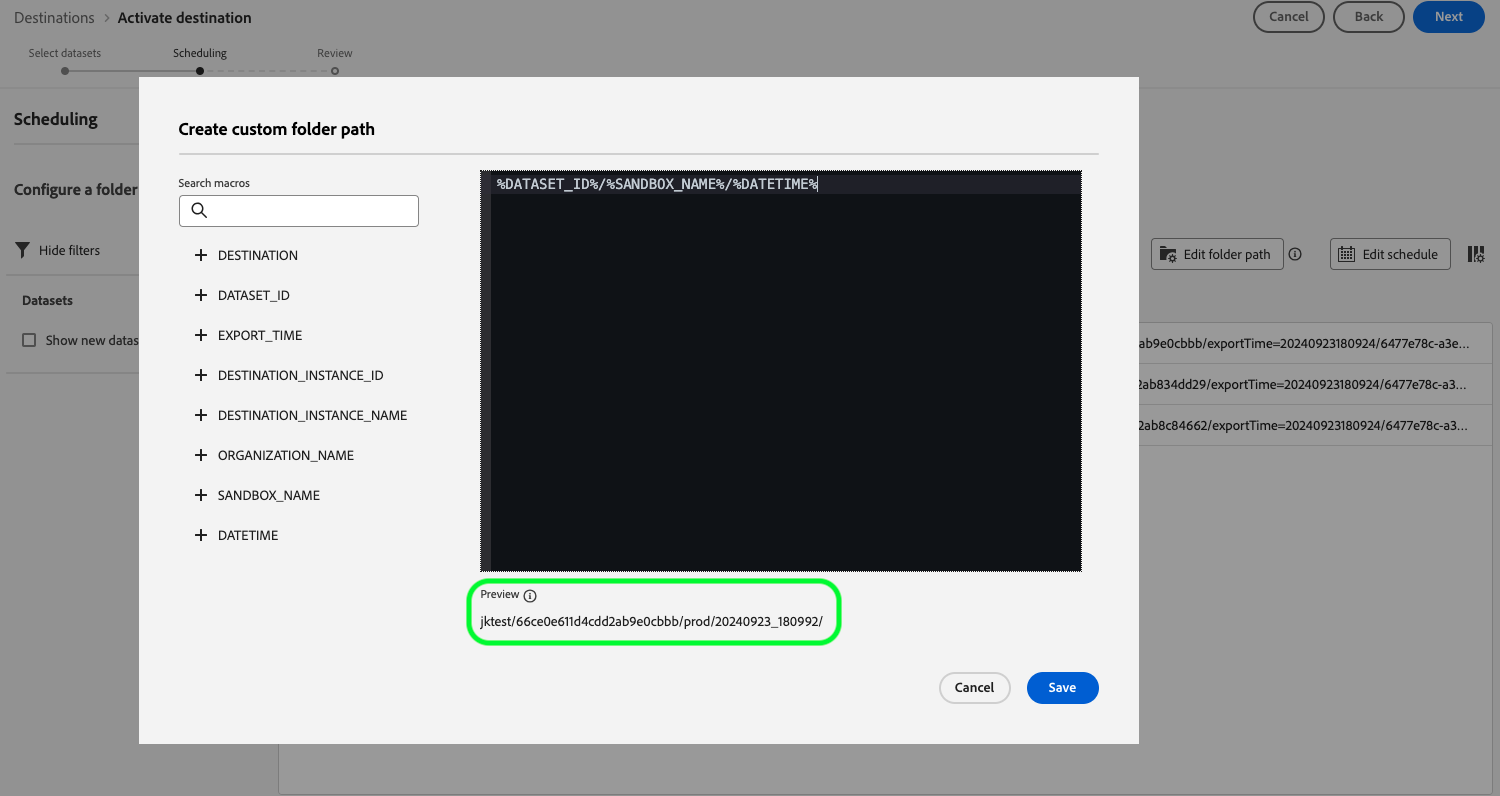 Destinations > Activate destination
Cancel
Back
Next
Select datasets
Scheduling
Review
Scheduling
Configure a folder
Hide filters
Edit folder path
Edit schedule
Datasets
Show new datas
ab9e0cbbb/exportTime=20240923180924/6477e78c-a3e...
2ab834dd29/exportTime=20240923180924/6477e78c-a3...
2ab8c84662/exportTime=20240923180924/6477e78c-a3...
Create custom folder path
Search macros
DESTINATION
DATASET_ID
EXPORT_TIME
DESTINATION_INSTANCE_ID
DESTINATION_INSTANCE_NAME
ORGANIZATION_NAME
SANDBOX_NAME
DATETIME
%DATASET_ID%/%SANDBOX_NAME%/%DATETIME%
Preview
jktest/66ce0e611d4cdd2ab9e0cbbb/prod/20240923_180992/
Cancel
Save